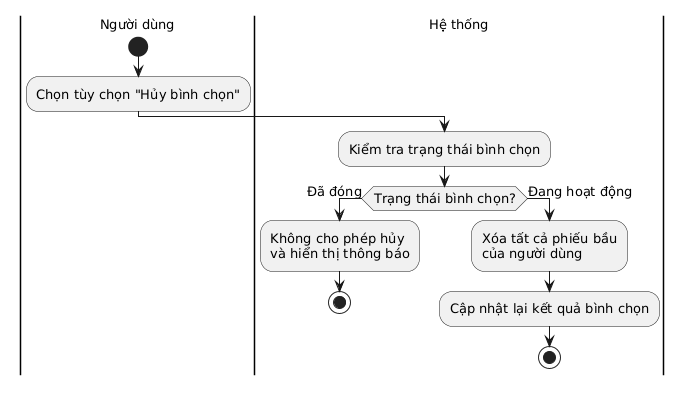 Người dùng
Hệ thống
Chọn tùy chọn "Hủy bình chọn"
Kiểm tra trạng thái bình chọn
Đã đóng
Trạng thái bình chọn?
Đang hoạt động
Không cho phép hủy
và hiển thị thông báo
Xóa tất cả phiếu bầu
của người dùng
Cập nhật lại kết quả bình chọn